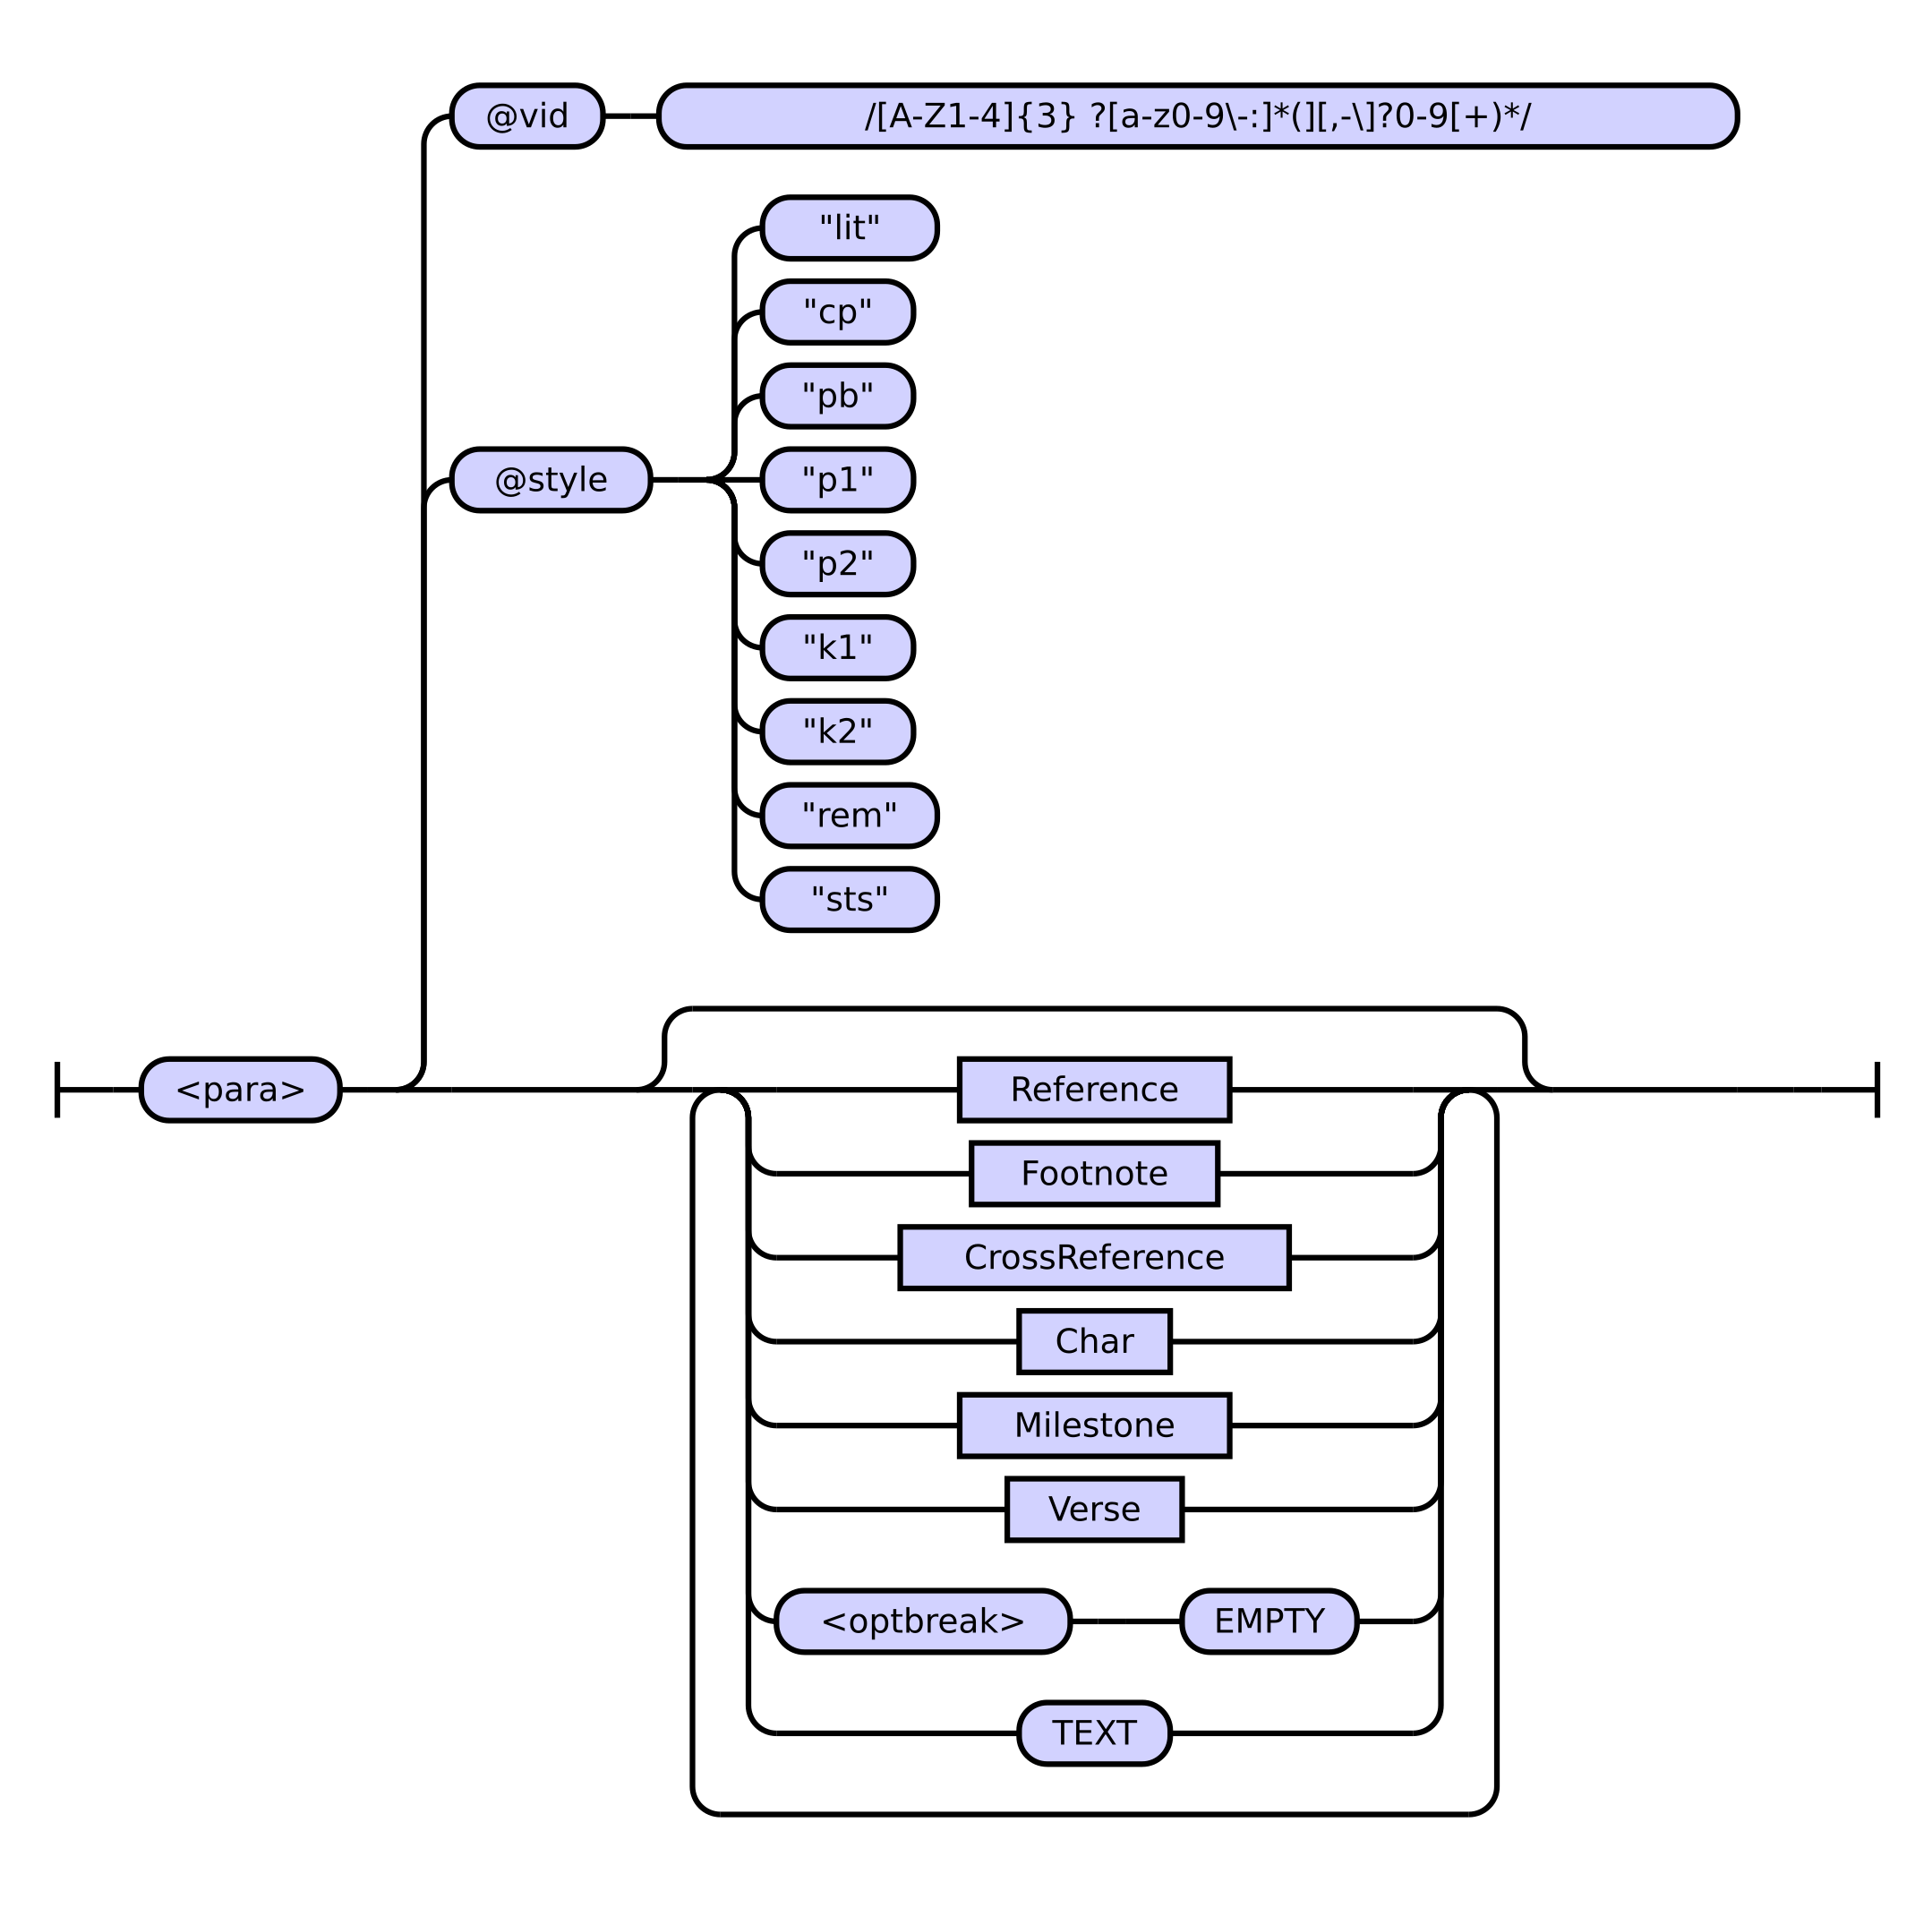 @vid
/[A-Z1-4]{3} ?[a-z0-9\-:]*(][,-\]?0-9[+)*/
"lit"
"cp"
"pb"
@style
"p1"
"p2"
"k1"
"k2"
"rem"
"sts"
<para>
Reference
Footnote
CrossReference
Char
Milestone
Verse
<optbreak>
EMPTY
TEXT